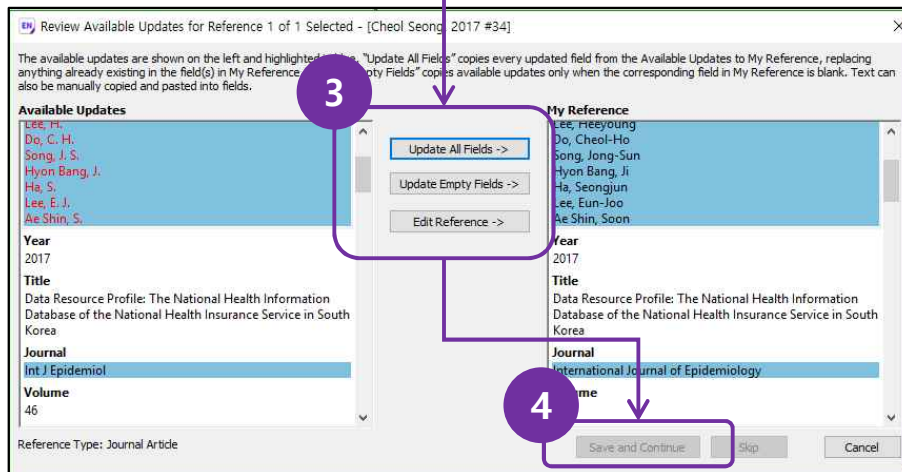 EN Review Available Updates for Reference 1 of 1 Selected - [Cheol Seong, 2017 #34]
The available updates are shown on the left and highlighted "Update All Fields" copies every updated field from the Available Updates to My Reference, replacing
anything already existing in the field(s) in My Reference pty Fields" copies available updates only when the corresponding field in My Reference is blank. Text can
also be manually copied and pasted into fields.
3
Available Updates
Lee, H.
Do, C. H.
Song, J. S.
Hyon Bang, J.
Ha, S.
Lee, E. J.
Ae Shin, S.
Year
2017
Title
Data Resource Profile: The National Health Information
Database of the National Health Insurance Service in South
Korea
Journal
Int J Epidemiol
Volume
46
Update All Fields ->
Update Empty Fields ->
Edit Reference ->
My Reference
Lee, Heeyoung
Do, Cheol-Ho
Song, Jong-Sun
Hyon Bang, Ji
Ha, Seongjun
Lee, Eun-Joo
Ae Shin, Soon
Year
2017
Title
Data Resource Profile: The National Health Information
Database of the National Health Insurance Service in South
Korea
Journal
International Journal of Epidemiology
4
Reference Type: Journal Article
Save and Continue
Skip
Cancel